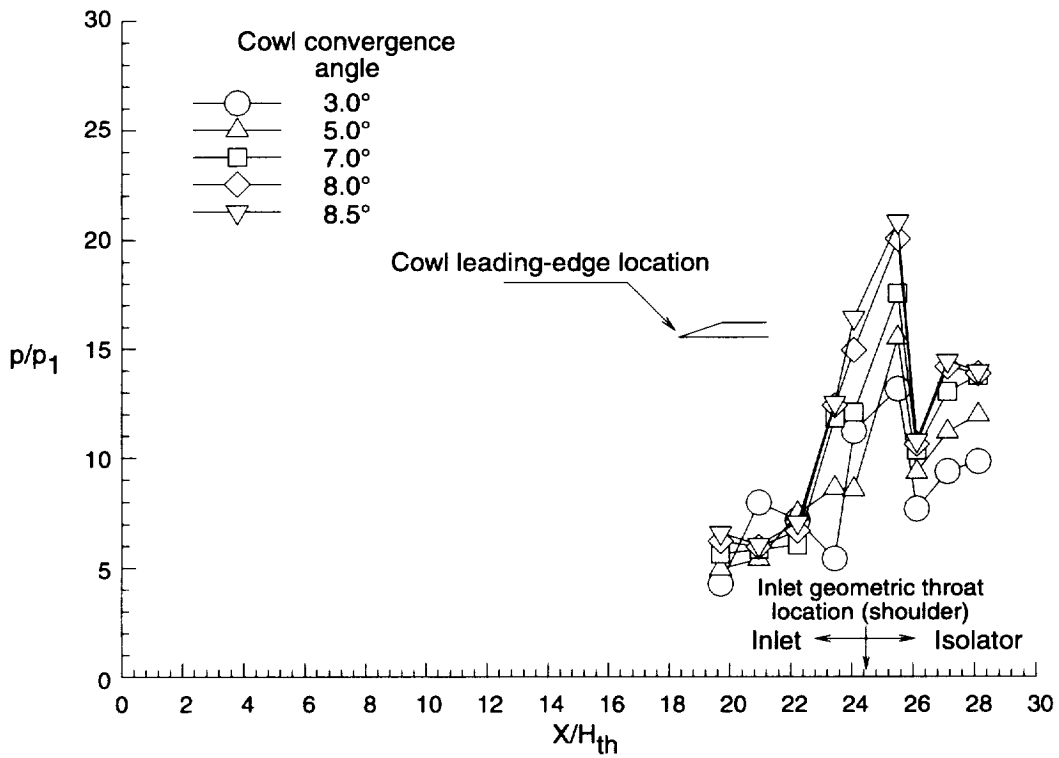 30
25
20
15
10
5
0
p/p1
Cowl convergence
angle
3.0°
5.0°
7.0°
8.0°
8.5°
Cowl leading-edge location
Inlet geometric throat
location (shoulder)
Inlet
Isolator
0 2 4 6 8 10 12 14 16 18 20 22 24 26 28 30
X/Hth